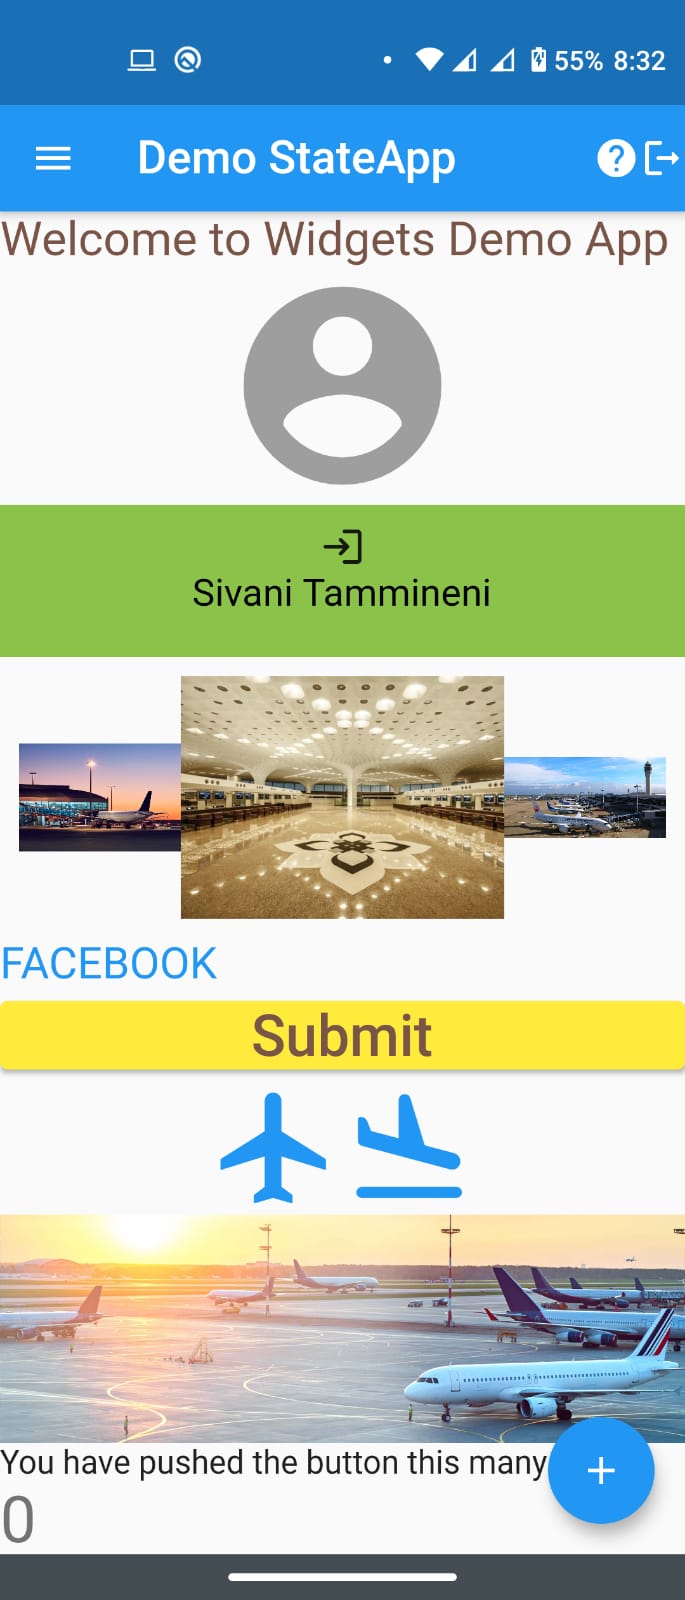 55% 8:32
Demo StateApp
Welcome to Widgets Demo App
Sivani Tammineni
FACEBOOK
Submit
You have pushed the button this many
0